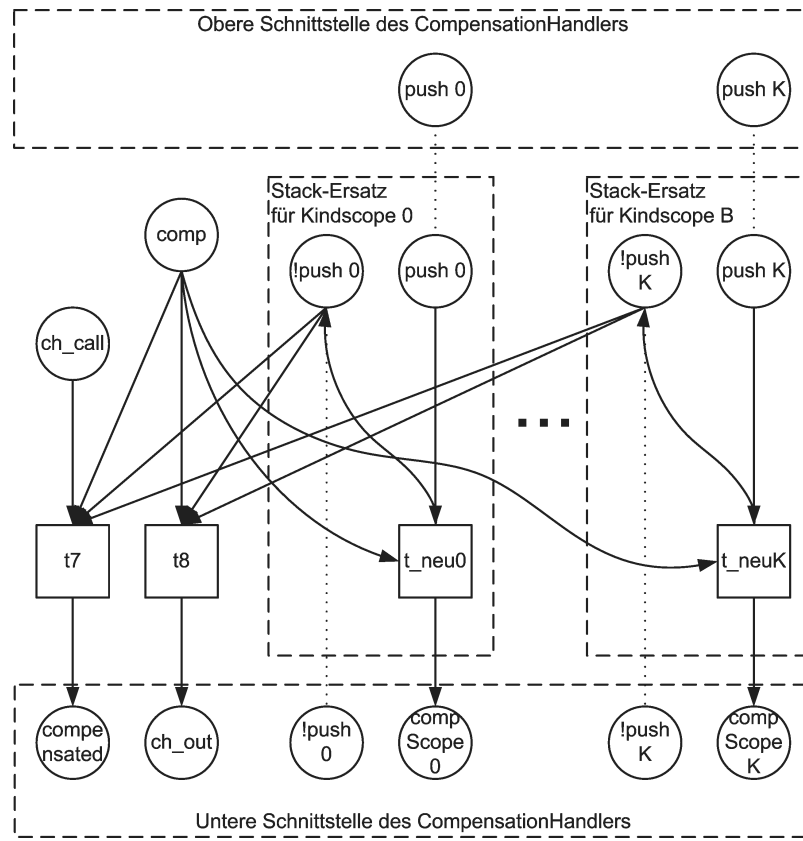 Obere Schnittstelle des CompensationHandlers
push 0
push K
Stack-Ersatz
für Kindscope 0
Stack-Ersatz
für Kindscope B
comp
!push 0
push 0
!push
K
push K
ch_call
...
t7
t8
t_neu0
t_neuK
compe
nsated
ch_out
!push
0
comp
Scope
0
!push
K
comp
Scope
K
Untere Schnittstelle des CompensationHandlers